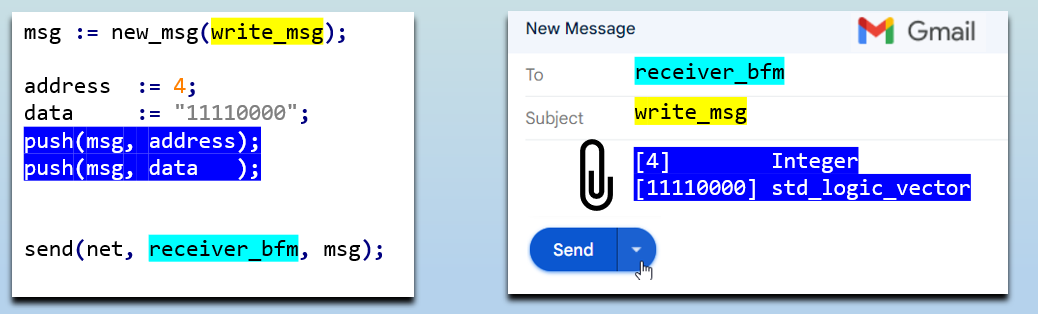 msg := new_msg(write_msg);
address  := 4;
data     := "11110000";
push(msg, address);
push(msg, data   );
send(net, receiver_bfm, msg);
New Message
Gmail
To receiver_bfm
Subject write_msg
[4]        Integer
[11110000] std_logic_vector
Send